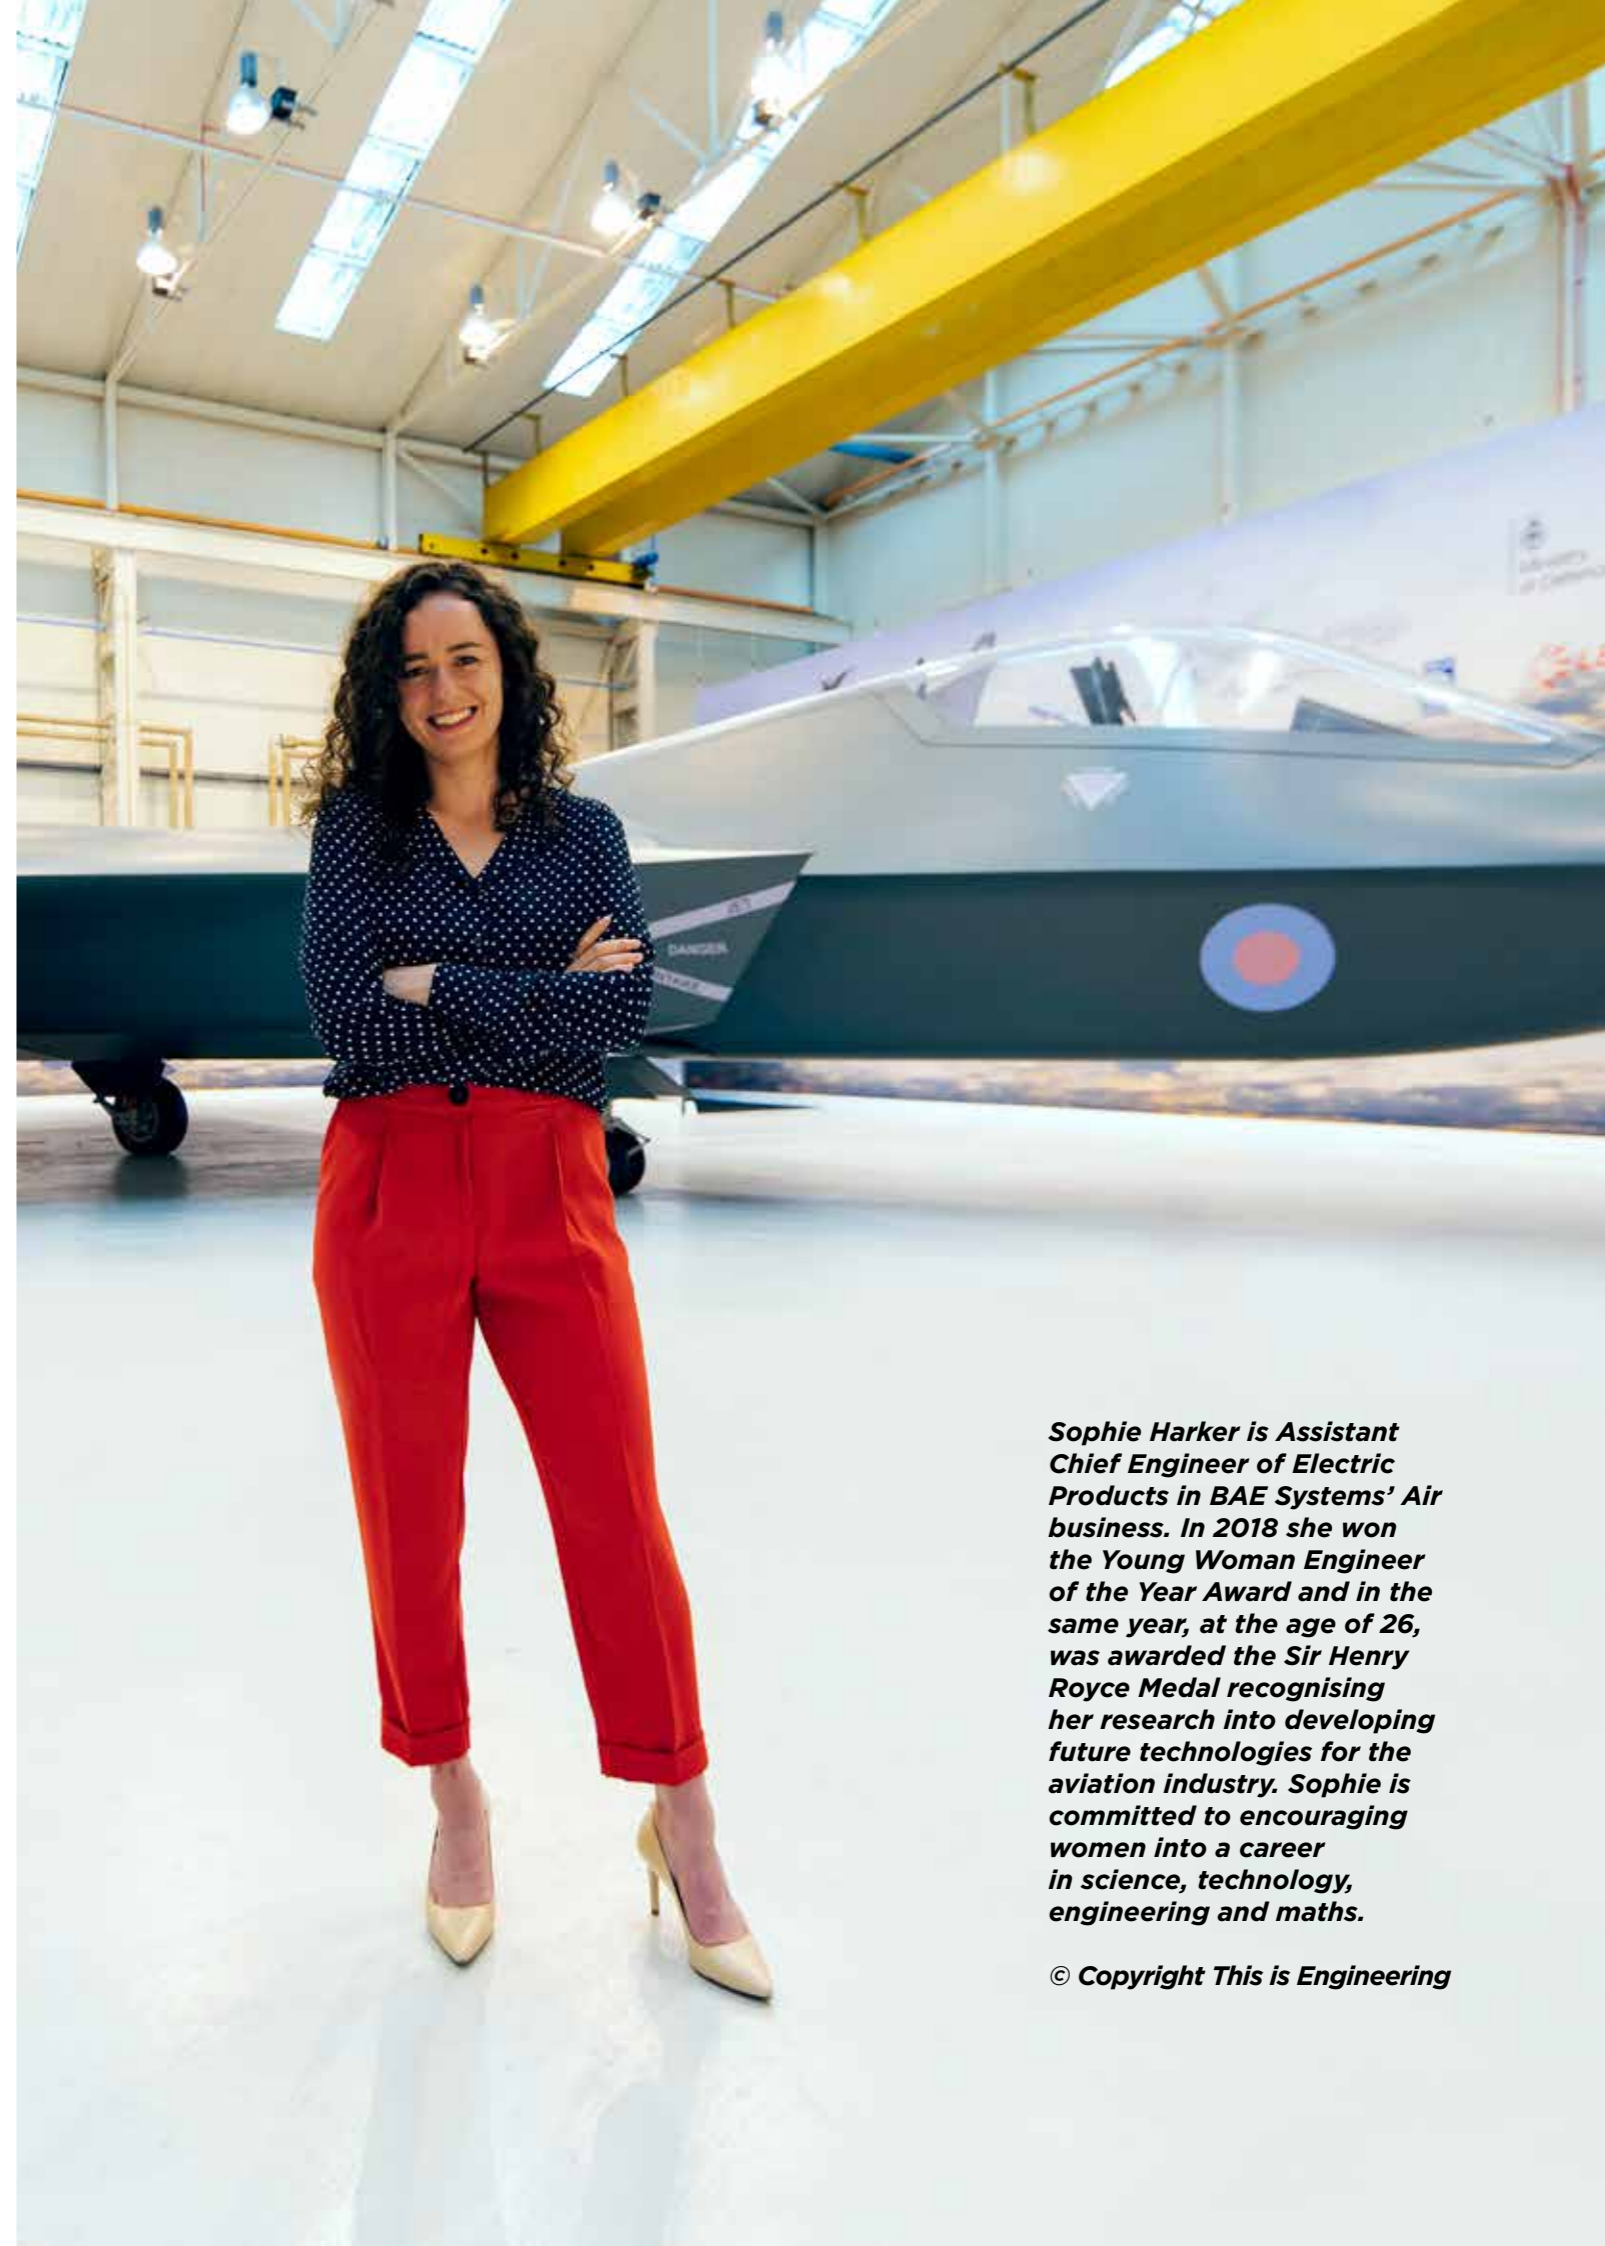 JET
DANGER
INTAKE
Sophie Harker is Assistant
Chief Engineer of Electric
Products in BAE Systems’ Air
business. In 2018 she won
the Young Woman Engineer
of the Year Award and in the
same year, at the age of 26,
was awarded the Sir Henry
Royce Medal recognising
her research into developing
future technologies for the
aviation industry. Sophie is
committed to encouraging
women into a career
in science, technology,
engineering and maths.
© Copyright This is Engineering